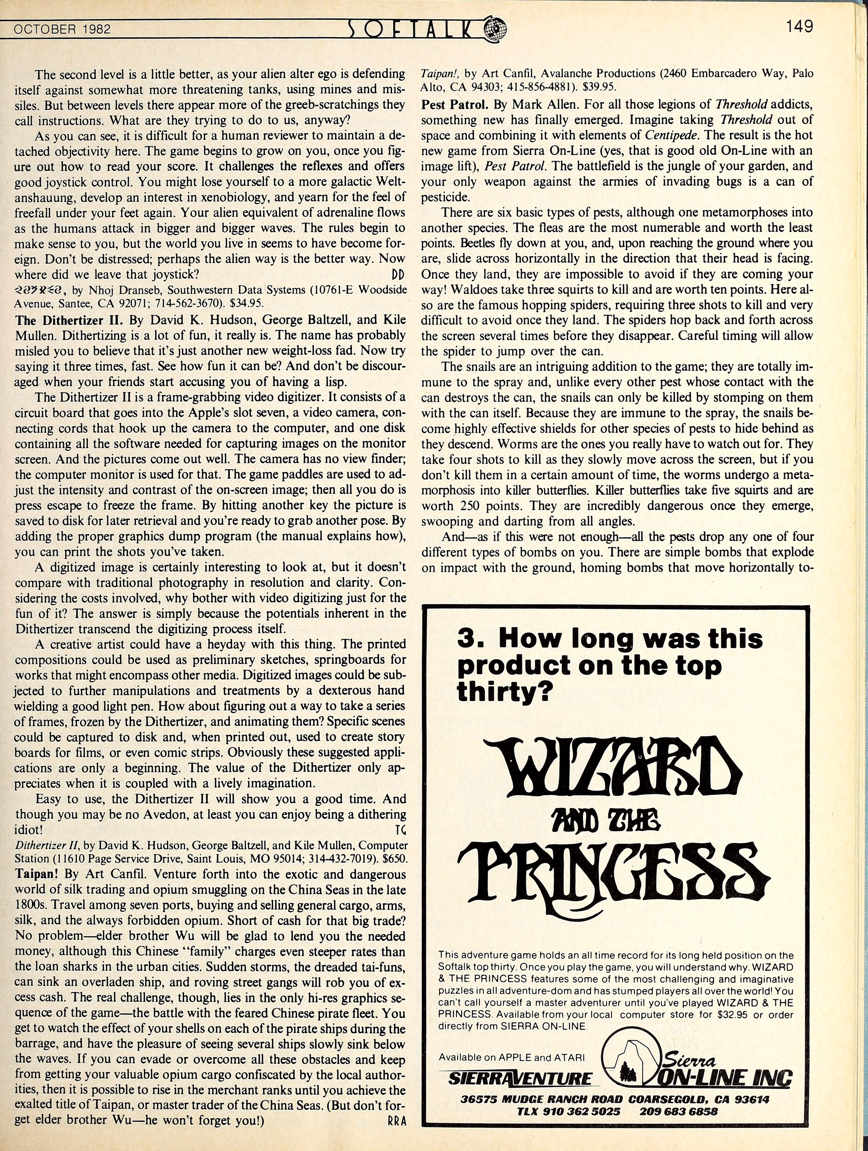 OCTOBER 1982
SOFTALK
149
The second level is a little better, as your alien alter ego is defending
itself against somewhat more threatening tanks, using mines and mis-
siles. But between levels there appear more of the greeb-scratchings they
call instructions. What are they trying to do to us, anyway?
As you can see, it is difficult for a human reviewer to maintain a de-
tached objectivity here. The game begins to grow on you, once you fig-
ure out how to read your score. It challenges the reflexes and offers
good joystick control. You might lose yourself to a more galactic Welt-
anshauung, develop an interest in xenobiology, and yearn for the feel of
freefall under your feet again. Your alien equivalent of adrenaline flows
as the humans attack in bigger and bigger waves. The rules begin to
make sense to you, but the world you live in seems to have become for-
eign. Don't be distressed; perhaps the alien way is the better way. Now
where did we leave that joystick? DD
, by Nhoj Dranseb, Southwestern Data Systems (10761-E Woodside
Avenue, Santee, CA 92071; 714-562-3670). $34.95.
The Dithertizer II. By David K. Hudson, George Baltzell, and Kile
Mullen. Dithertizing is a lot of fun, it really is. The name has probably
misled you to believe that it's just another new weight-loss fad. Now try
saying it three times, fast. See how fun it can be? And don't be discour-
aged when your friends start accusing you of having a lisp.
The Dithertizer II is a frame-grabbing video digitizer. It consists of a
circuit board that goes into the Apple's slot seven, a video camera, con-
necting cords that hook up the camera to the computer, and one disk
containing all the software needed for capturing images on the monitor
screen. And the pictures come out well. The camera has no view finder;
the computer monitor is used for that. The game paddles are used to ad-
just the intensity and contrast of the on-screen image; then all you do is
press escape to freeze the frame. By hitting another key the picture is
saved to disk for later retrieval and you're ready to grab another pose. By
adding the proper graphics dump program (the manual explains how),
you can print the shots you've taken.
A digitized image is certainly interesting to look at, but it doesn't
compare with traditional photography in resolution and clarity. Con-
sidering the costs involved, why bother with video digitizing just for the
fun of it? The answer is simply because the potentials inherent in the
Dithertizer transcend the digitizing process itself.
A creative artist could have a heyday with this thing. The printed
compositions could be used as preliminary sketches, springboards for
works that might encompass other media. Digitized images could be sub-
jected to further manipulations and treatments by a dexterous hand
wielding a good light pen. How about figuring out a way to take a series
of frames, frozen by the Dithertizer, and animating them? Specific scenes
could be captured to disk and, when printed out, used to create story
boards for films, or even comic strips. Obviously these suggested appli-
cations are only a beginning. The value of the Dithertizer only ap-
preciates when it is coupled with a lively imagination.
Easy to use, the Dithertizer II will show you a good time. And
though you may be no Avedon, at least you can enjoy being a dithering
idiot! TG
Dithertizer II, by David K. Hudson, George Baltzell, and Kile Mullen, Computer
Station (11610 Page Service Drive, Saint Louis, MO 95014; 314-432-7019). $650.
Taipan! By Art Canfil. Venture forth into the exotic and dangerous
world of silk trading and opium smuggling on the China Seas in the late
1800s. Travel among seven ports, buying and selling general cargo, arms,
silk, and the always forbidden opium. Short of cash for that big trade?
No problem—elder brother Wu will be glad to lend you the needed
money, although this Chinese "family" charges even steeper rates than
the loan sharks in the urban cities. Sudden storms, the dreaded tai-funs,
can sink an overladen ship, and roving street gangs will rob you of ex-
cess cash. The real challenge, though, lies in the only hi-res graphics se-
quence of the game—the battle with the feared Chinese pirate fleet. You
get to watch the effect of your shells on each of the pirate ships during the
barrage, and have the pleasure of seeing several ships slowly sink below
the waves. If you can evade or overcome all these obstacles and keep
from getting your valuable opium cargo confiscated by the local author-
ities, then it is possible to rise in the merchant ranks until you achieve the
exalted title of Taipan, or master trader of the China Seas. (But don't for-
get elder brother Wu—he won't forget you!) RRA
Taipan!, by Art Canfil, Avalanche Productions (2460 Embarcadero Way, Palo
Alto, CA 94303; 415-856-4881). $39.95.
Pest Patrol. By Mark Allen. For all those legions of Threshold addicts,
something new has finally emerged. Imagine taking Threshold out of
space and combining it with elements of Centipede. The result is the hot
new game from Sierra On-Line (yes, that is good old On-Line with an
image lift), Pest Patrol. The battlefield is the jungle of your garden, and
your only weapon against the armies of invading bugs is a can of
pesticide.
There are six basic types of pests, although one metamorphoses into
another species. The fleas are the most numerable and worth the least
points. Beetles fly down at you, and, upon reaching the ground where you
are, slide across horizontally in the direction that their head is facing.
Once they land, they are impossible to avoid if they are coming your
way! Waldoes take three squirts to kill and are worth ten points. Here al-
so are the famous hopping spiders, requiring three shots to kill and very
difficult to avoid once they land. The spiders hop back and forth across
the screen several times before they disappear. Careful timing will allow
the spider to jump over the can.
The snails are an intriguing addition to the game; they are totally im-
mune to the spray and, unlike every other pest whose contact with the
can destroys the can, the snails can only be killed by stomping on them
with the can itself. Because they are immune to the spray, the snails be-
come highly effective shields for other species of pests to hide behind as
they descend. Worms are the ones you really have to watch out for. They
take four shots to kill as they slowly move across the screen, but if you
don't kill them in a certain amount of time, the worms undergo a meta-
morphosis into killer butterflies. Killer butterflies take five squirts and are
worth 250 points. They are incredibly dangerous once they emerge,
swooping and darting from all angles.
And—as if this were not enough—all the pests drop any one of four
different types of bombs on you. There are simple bombs that explode
on impact with the ground, homing bombs that move horizontally to-
3. How long was this
product on the top
thirty?
WIZARD
AND THE
PRINCESS
This adventure game holds an all time record for its long held position on the
Softalk top thirty. Once you play the game, you will understand why. WIZARD
& THE PRINCESS features some of the most challenging and imaginative
puzzles in all adventure-dom and has stumped players all over the world! You
can't call yourself a master adventurer until you've played WIZARD & THE
PRINCESS. Available from your local computer store for $32.95 or order
directly from SIERRA ON-LINE
Available on APPLE and ATARI
SIERRAVENTURE
Sierra
ON-LINE INC
36575 MUDGE RANCH ROAD COARSEGOLD, CA 93614
TLX 910 362 5025 209 683 6858